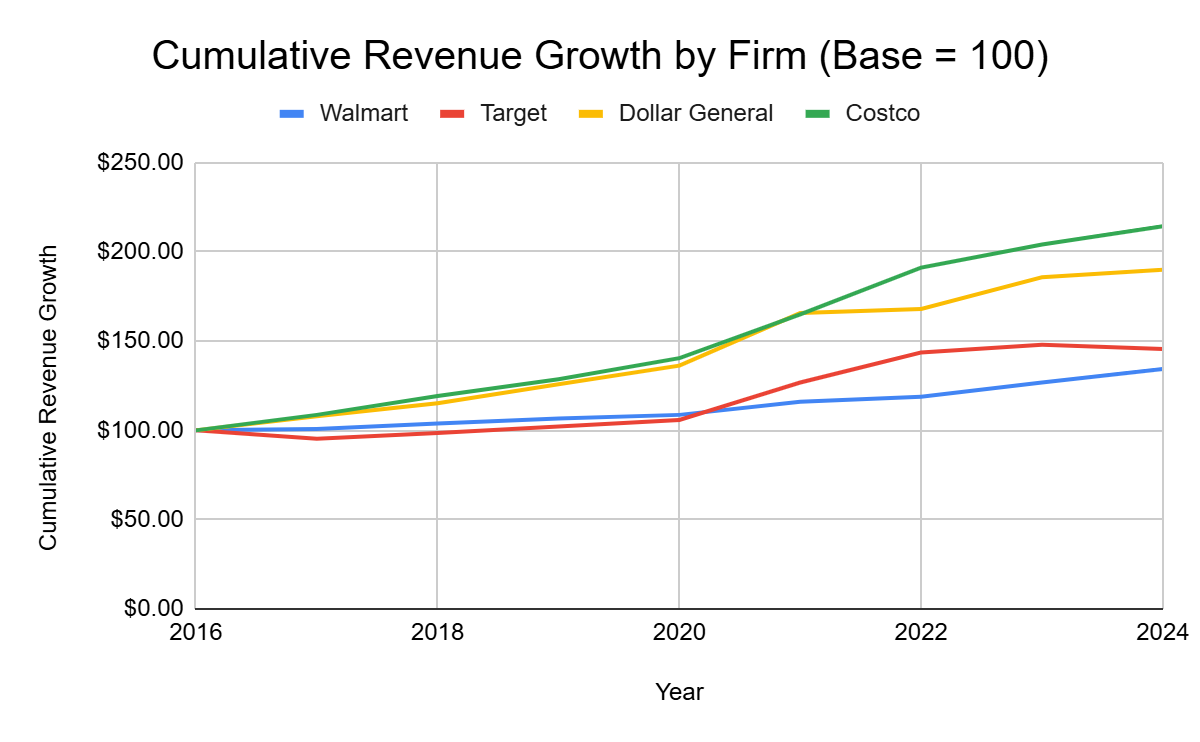 Cumulative Revenue Growth by Firm (Base = 100)
Walmart Target Dollar General Costco
$250.00
$200.00
$150.00
$100.00
$50.00
$0.00
Cumulative Revenue Growth
2016 2018 2020 2022 2024
Year